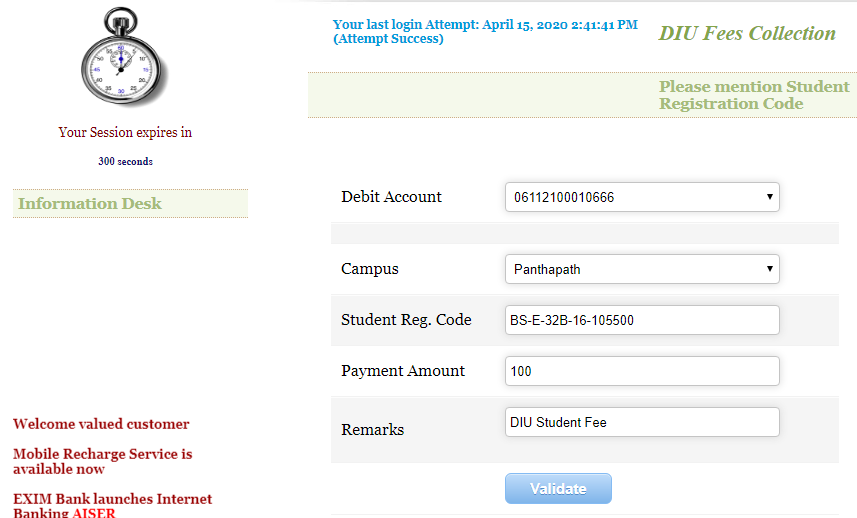 Your last login Attempt: April 15, 2020 2:41:41 PM
(Attempt Success)
DIU Fees Collection
Please mention Student
Registration Code
Your Session expires in
300 seconds
Information Desk
Debit Account
06112100010666
Campus
Panthapath
Student Reg. Code
BS-E-32B-16-105500
Payment Amount
100
Remarks
DIU Student Fee
Validate
Welcome valued customer
Mobile Recharge Service is
available now
EXIM Bank launches Internet
Banking AISER